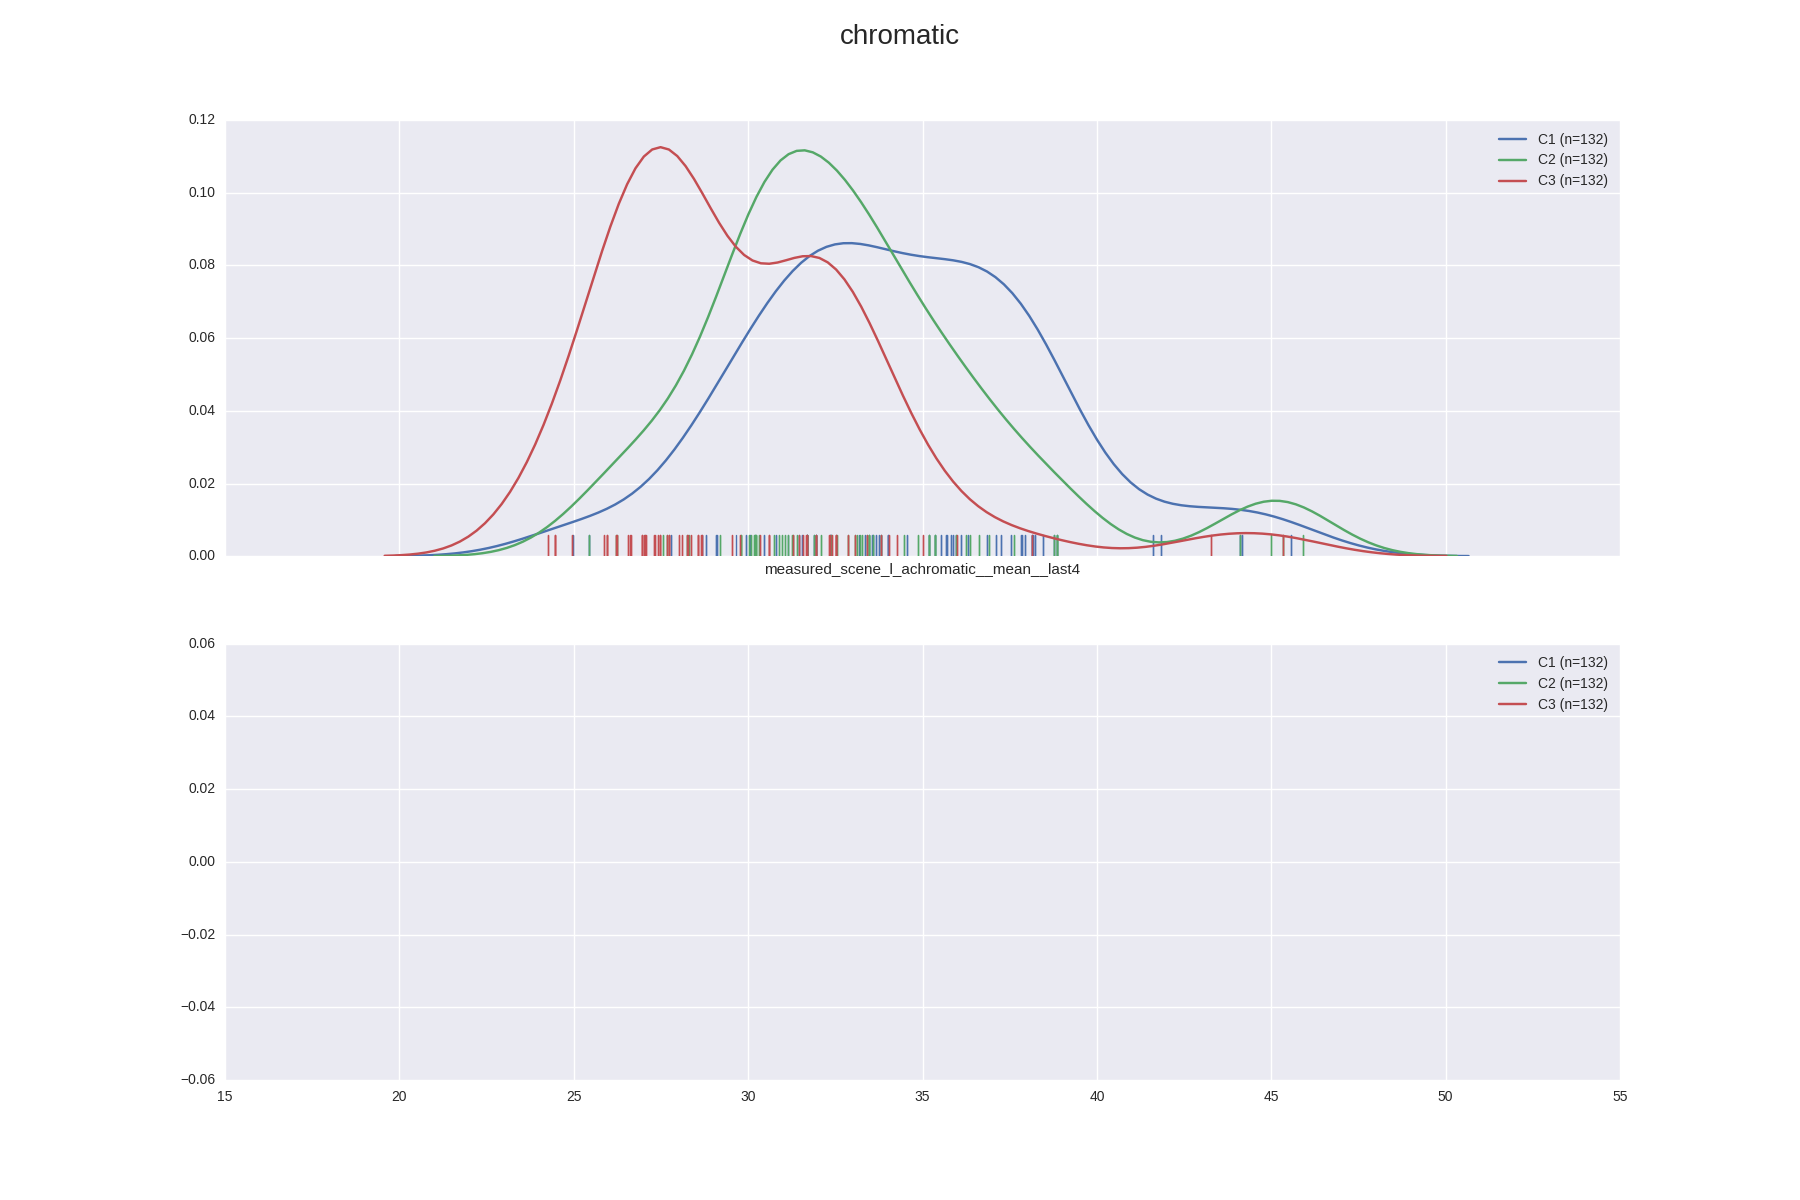 chromatic
0.12
0.10
0.08
0.06
0.04
0.02
0.00
C1 (n=132)
C2 (n=132)
C3 (n=132)
measured_scene_l_achromatic__mean__last4
0.06
0.04
0.02
0.00
−0.02
−0.04
−0.06
C1 (n=132)
C2 (n=132)
C3 (n=132)
15 20 25 30 35 40 45 50 55